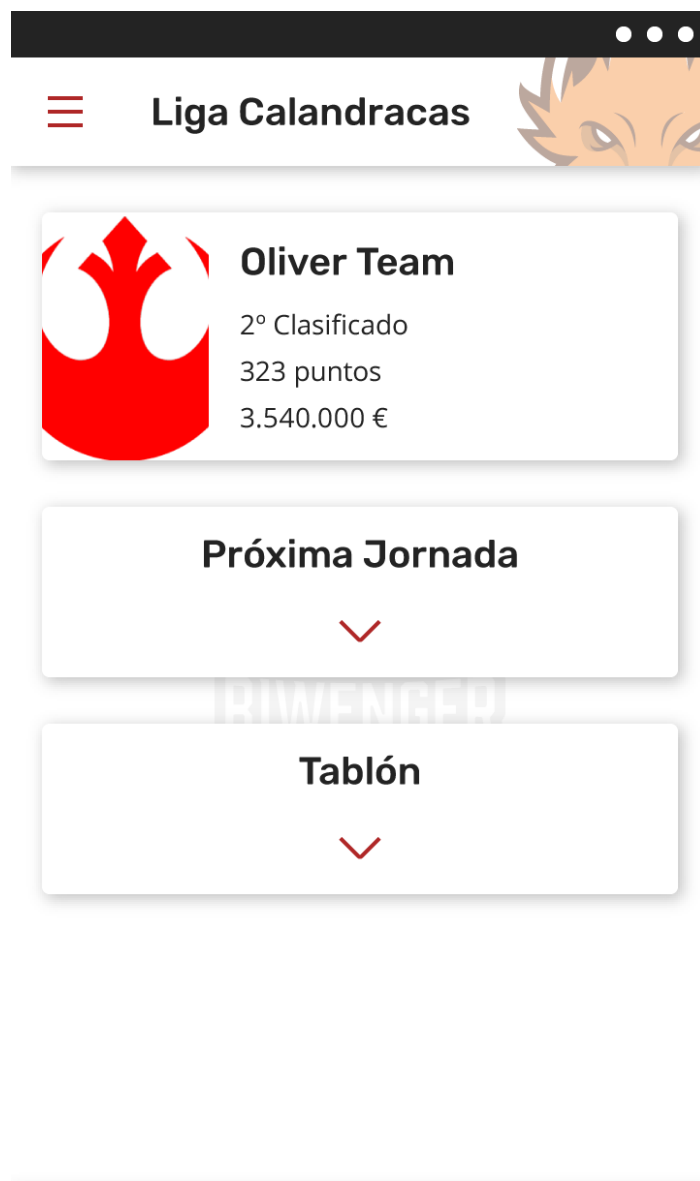 Liga Calandracas
Oliver Team
2º Clasificado
323 puntos
3.540.000 €
Próxima Jornada
BIWENGER
Tablón